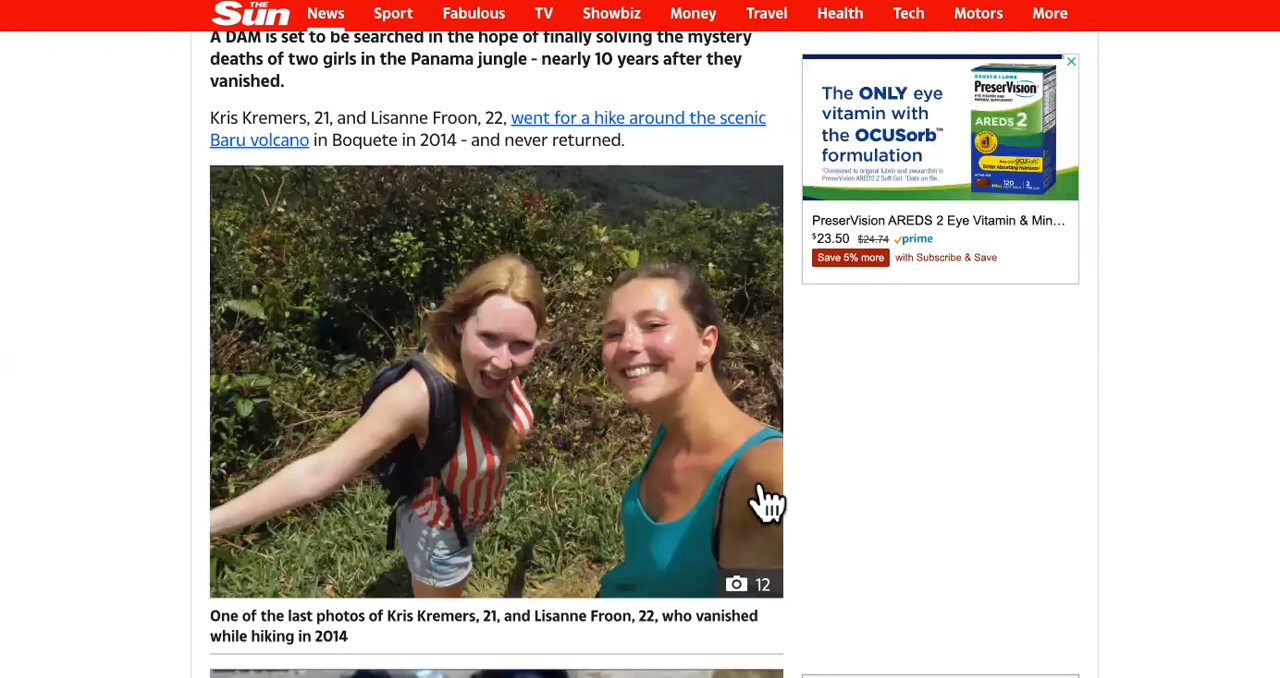 THE
Sun
News Sport Fabulous TV Showbiz Money Travel Health Tech Motors More
A DAM is set to be searched in the hope of finally solving the mystery
deaths of two girls in the Panama jungle - nearly 10 years after they
vanished.
Kris Kremers, 21, and Lisanne Froon, 22, went for a hike around the scenic
Baru volcano in Boquete in 2014 - and never returned.
12
One of the last photos of Kris Kremers, 21, and Lisanne Froon, 22, who vanished
while hiking in 2014
The ONLY eye
vitamin with
the OCUSorb™
formulation
BAUSCH + LOMB
PreserVision
AREDS 2
120
PreserVision AREDS 2 Eye Vitamin & Min...
$23.50 $24.74 prime
Save 5% more with Subscribe & Save